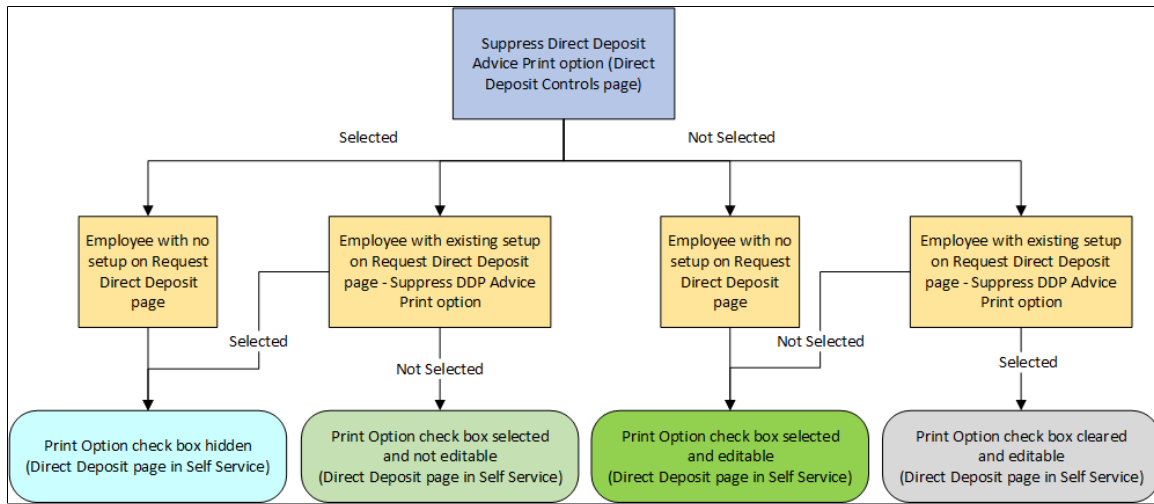 Suppress Direct Deposit
Advice Print option (Direct
Deposit Controls page)
Selected
Not Selected
Employee with no
setup on Request
Direct Deposit
page
Employee with existing setup
on Request Direct Deposit
page - Suppress DDP Advice
Print option
Employee with no
setup on Request
Direct Deposit
page
Employee with existing setup
on Request Direct Deposit
page - Suppress DDP Advice
Print option
Selected
Not Selected
Not Selected
Selected
Print Option check box hidden
(Direct Deposit page in Self Service)
Print Option check box selected
and not editable
(Direct Deposit page in Self Service)
Print Option check box selected
and editable
(Direct Deposit page in Self Service)
Print Option check box cleared
and editable
(Direct Deposit page in Self Service)